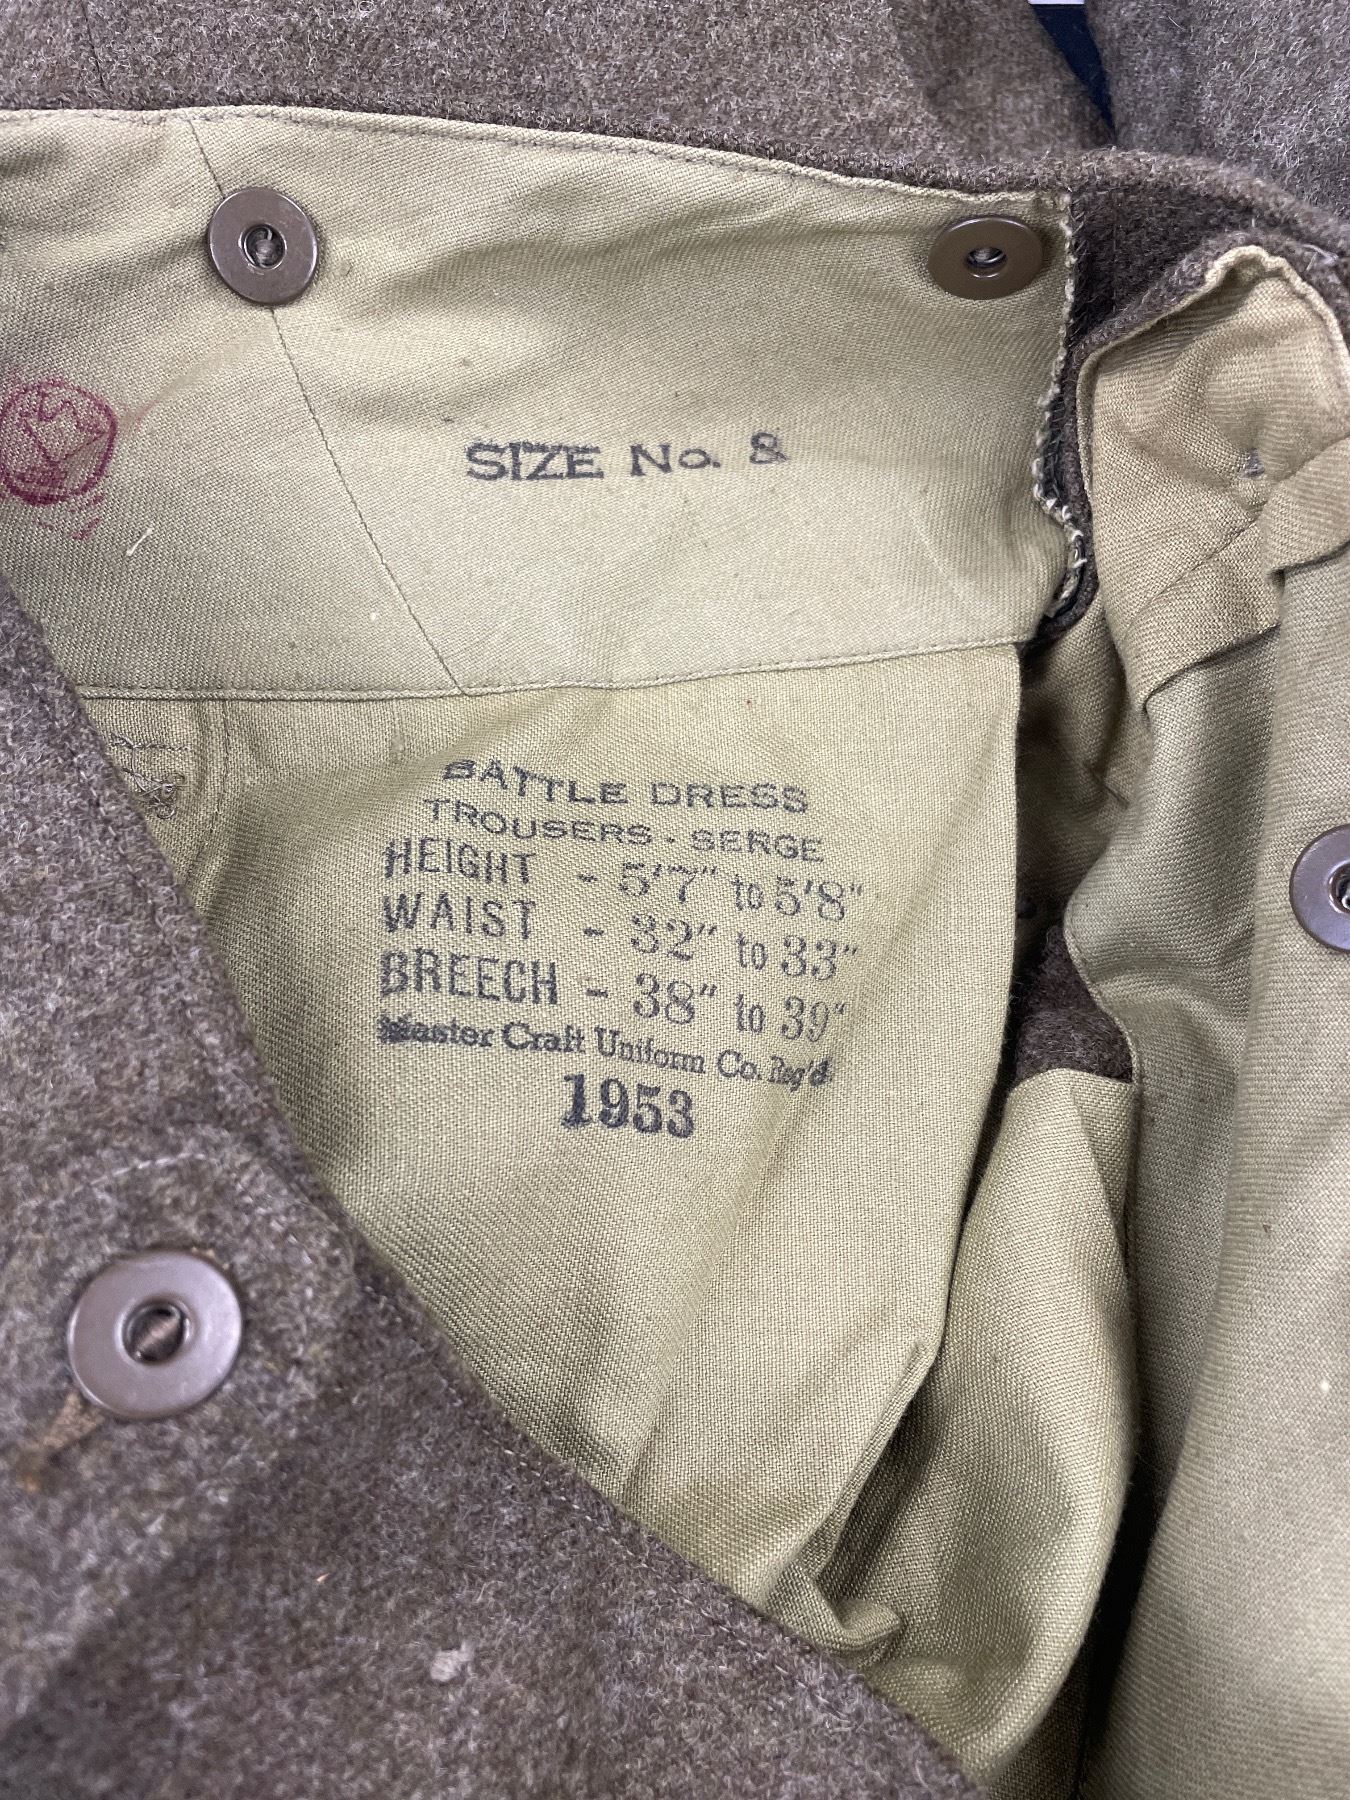 SIZE No. 8
BATTLE DRESS
TROUSERS - SERGE
HEIGHT - 5'7" to 5'8"
WAIST - 32" to 33"
BREECH - 38" to 39"
Master Craft Uniform Co. Reg'd.
1953